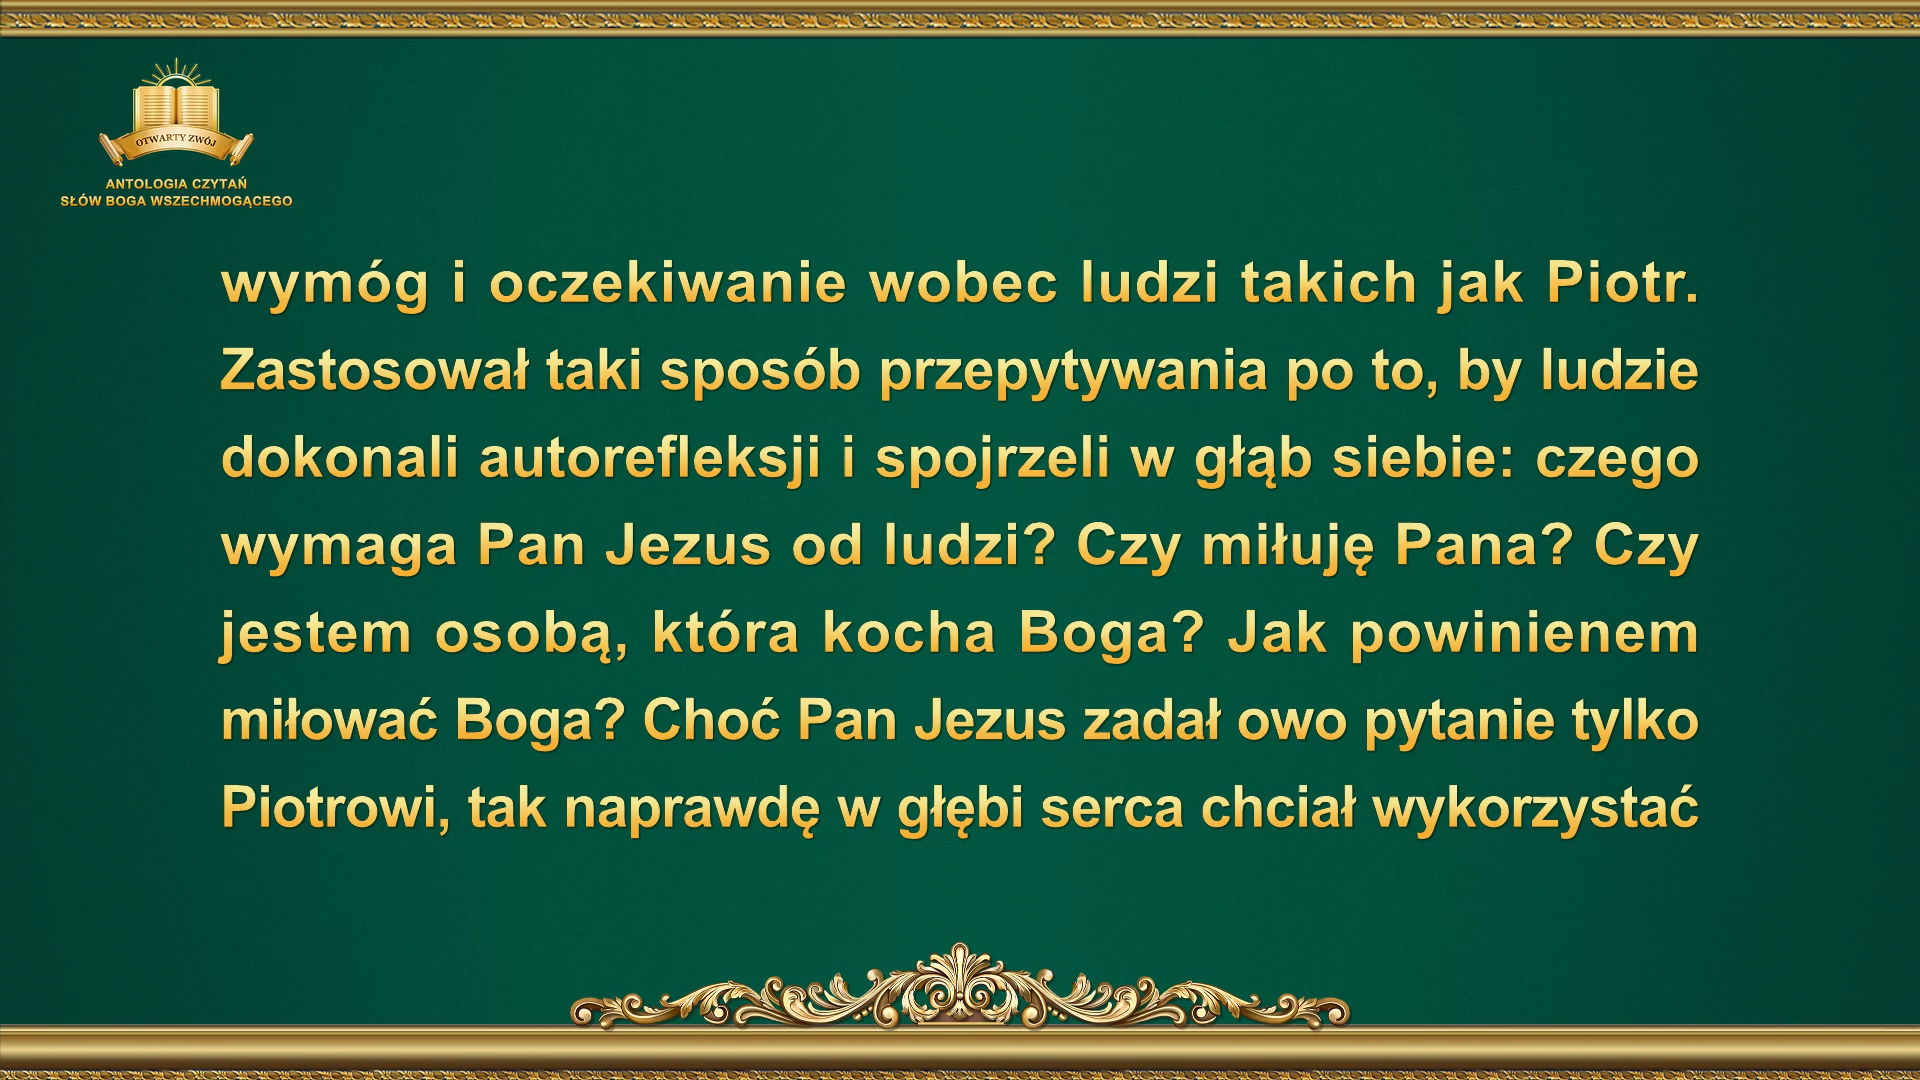 OTWARTY ZWÓJ
ANTOLOGIA CZYTAŃ
SŁÓW BOGA WSZECHMOGĄCEGO
wymóg i oczekiwanie wobec ludzi takich jak Piotr.
Zastosował taki sposób przepytywania po to, by ludzie
dokonali autorefleksji i spojrzeli w głąb siebie: czego
wymaga Pan Jezus od ludzi? Czy miłuję Pana? Czy
jestem osobą, która kocha Boga? Jak powinienem
miłować Boga? Choć Pan Jezus zadał owo pytanie tylko
Piotrowi, tak naprawdę w głębi serca chciał wykorzystać